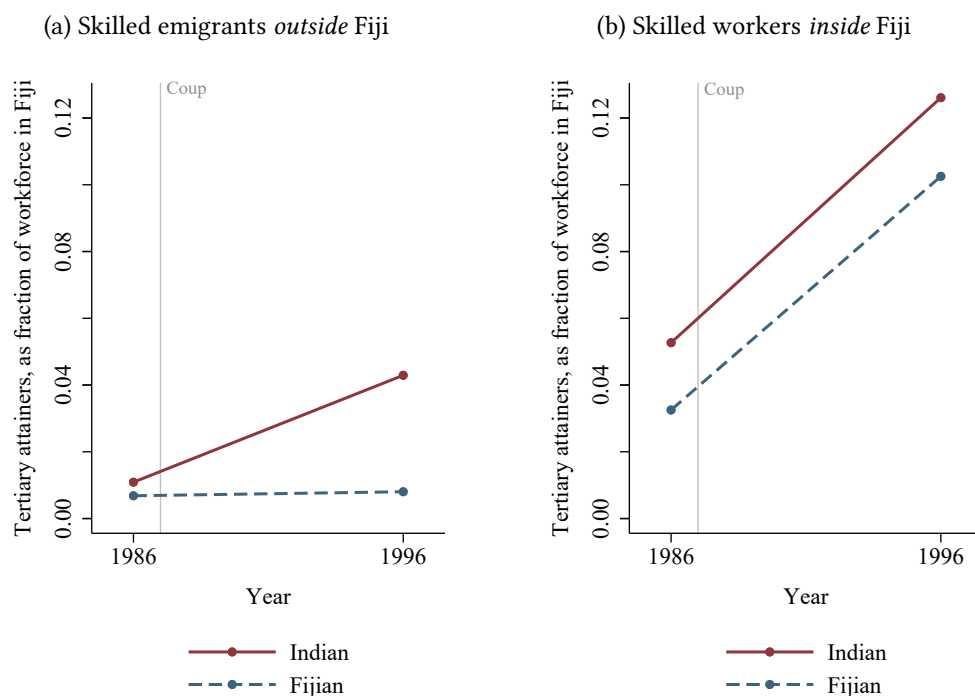 (a) Skilled emigrants outside Fiji
Tertiary attainers, as fraction of workforce in Fiji
0.12
0.08
0.04
0.00
Coup
1986
1996
Year
Indian
Fijian
(b) Skilled workers inside Fiji
Tertiary attainers, as fraction of workforce in Fiji
0.12
0.08
0.04
0.00
Coup
1986
1996
Year
Indian
Fijian